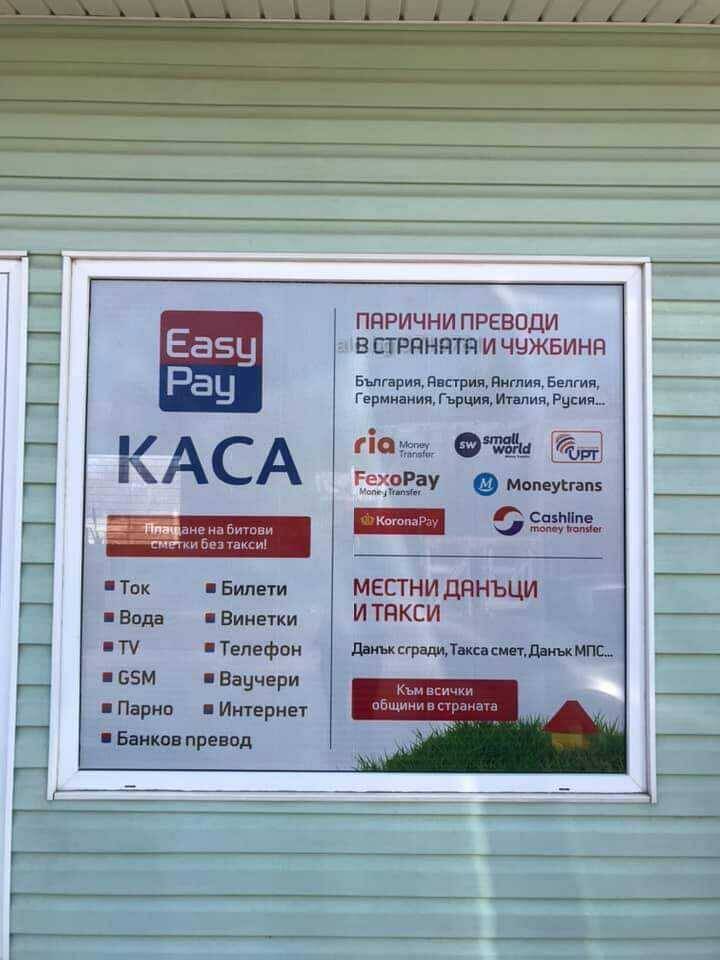 Easy
Pay
КАСА
Плащане на битови
сметки без такси!
Ток
Вода
TV
GSM
Парно
Банков превод
Билети
Винетки
Телефон
Ваучери
Интернет
ПАРИЧНИ ПРЕВОДИ
В СТРАНАТА И ЧУЖБИНА
България, Австрия, Англия, Белгия,
Германия, Гърция, Италия, Русия...
ria Money
Transfer
SW small
world
Money Transfer
UPT
FexoPay
Money Transfer
M Moneytrans
KoronaPay
Cashline
money transfer
МЕСТНИ ДАНЪЦИ
И ТАКСИ
Данък сгради, Такса смет, Данък МПС...
Към всички
общини в страната